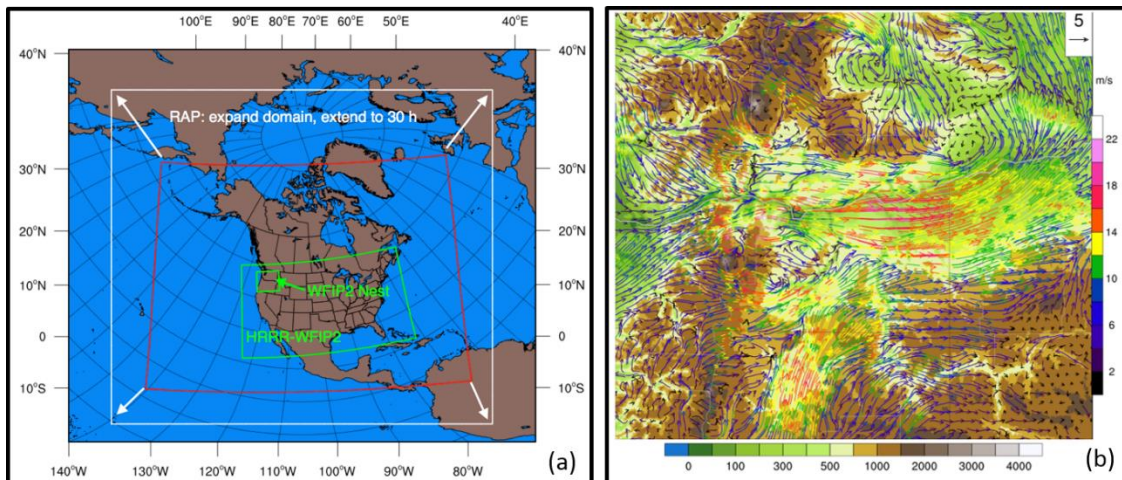 100°E 90°E 80°E 70°E 60°E 50°E 40°E
40°N 40°N
RAP: expand domain, extend to 30 h
30°N 30°N
20°N 20°N
10°N WFIP2 Nest 10°N
0 HRRR-WFIP2 0
10°S 10°S
140°W 130°W 120°W 110°W 100°W 90°W 80°W
(a)
5
m/s
22
18
14
10
6
2
0 100 300 500 1000 2000 3000 4000
(b)